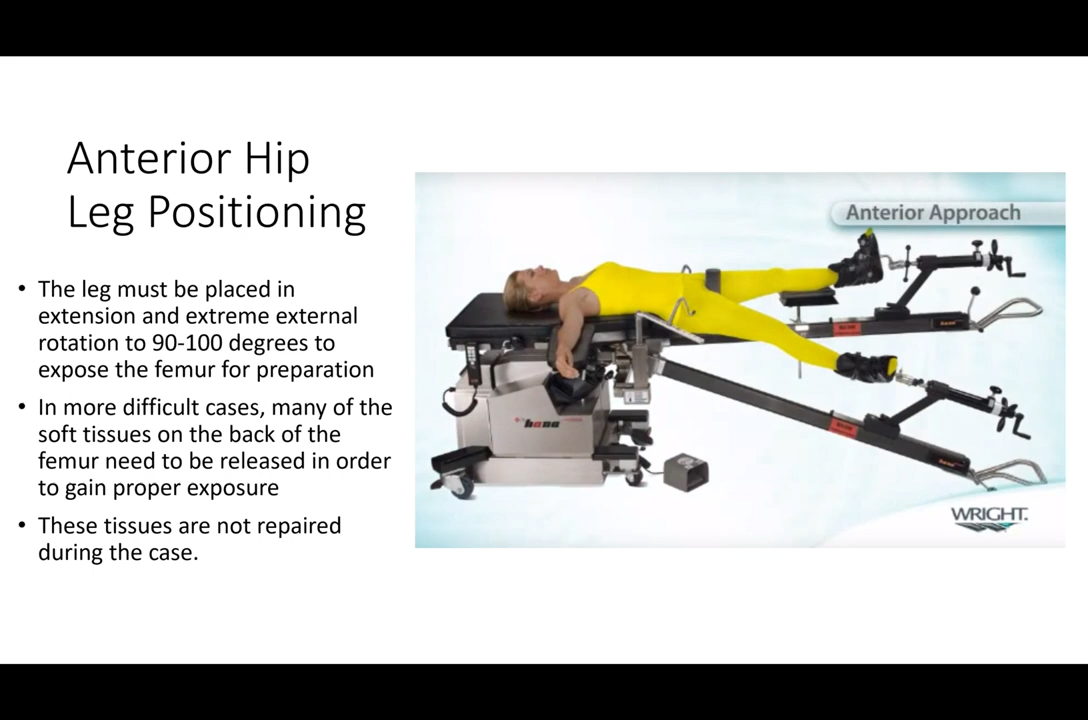 Anterior Hip
Leg Positioning
• The leg must be placed in
extension and extreme external
rotation to 90-100 degrees to
expose the femur for preparation
• In more difficult cases, many of the
soft tissues on the back of the
femur need to be released in order
to gain proper exposure
• These tissues are not repaired
during the case.
Anterior Approach
hana
WRIGHT.